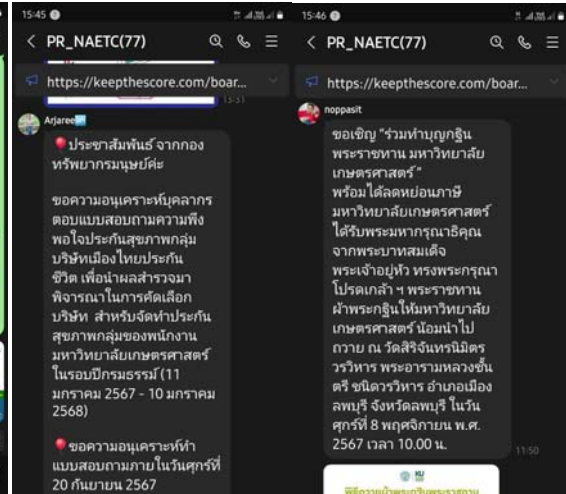 15:45
PR_NAETC(77)
https://keepthescore.com/boar...
13:31
Arjaree
ประชาสัมพันธ์ จากกอง
ทรัพยากรมนุษย์ค่ะ
ขอความอนุเคราะห์บุคลากร
ตอบแบบสอบถามความพึง
พอใจประกันสุขภาพกลุ่ม
บริษัทเมืองไทยประกัน
ชีวิต เพื่อนำผลสำรวจมา
พิจารณาในการคัดเลือก
บริษัท สำหรับจัดทำประกัน
สุขภาพกลุ่มของพนักงาน
มหาวิทยาลัยเกษตรศาสตร์
ในรอบปีกรมธรรม์ (11
มกราคม 2567 - 10 มกราคม
2568)
ขอความอนุเคราะห์ทำ
แบบสอบถามภายในวันศุกร์ที่
20 กันยายน 2567
15:46
PR_NAETC(77)
https://keepthescore.com/boar...
noppasit
ขอเชิญ “ร่วมทำบุญกฐิน
พระราชทาน มหาวิทยาลัย
เกษตรศาสตร์”
พร้อมได้ลดหย่อนภาษี
มหาวิทยาลัยเกษตรศาสตร์
ได้รับพระมหากรุณาธิคุณ
จากพระบาทสมเด็จ
พระเจ้าอยู่หัว ทรงพระกรุณา
โปรดเกล้า ฯ พระราชทาน
ผ้าพระกฐินให้มหาวิทยาลัย
เกษตรศาสตร์ น้อมนำไป
ถวาย ณ วัดสิริจันทรนิมิตร
วรวิหาร พระอารามหลวงชั้น
ตรี ชนิดวรวิหาร อำเภอเมือง
ลพบุรี จังหวัดลพบุรี ในวัน
ศุกร์ที่ 8 พฤศจิกายน พ.ศ.
2567 เวลา 10.00 น.
11:50
KU
พิธีถวายผ้าพระกฐินพระราชทาน